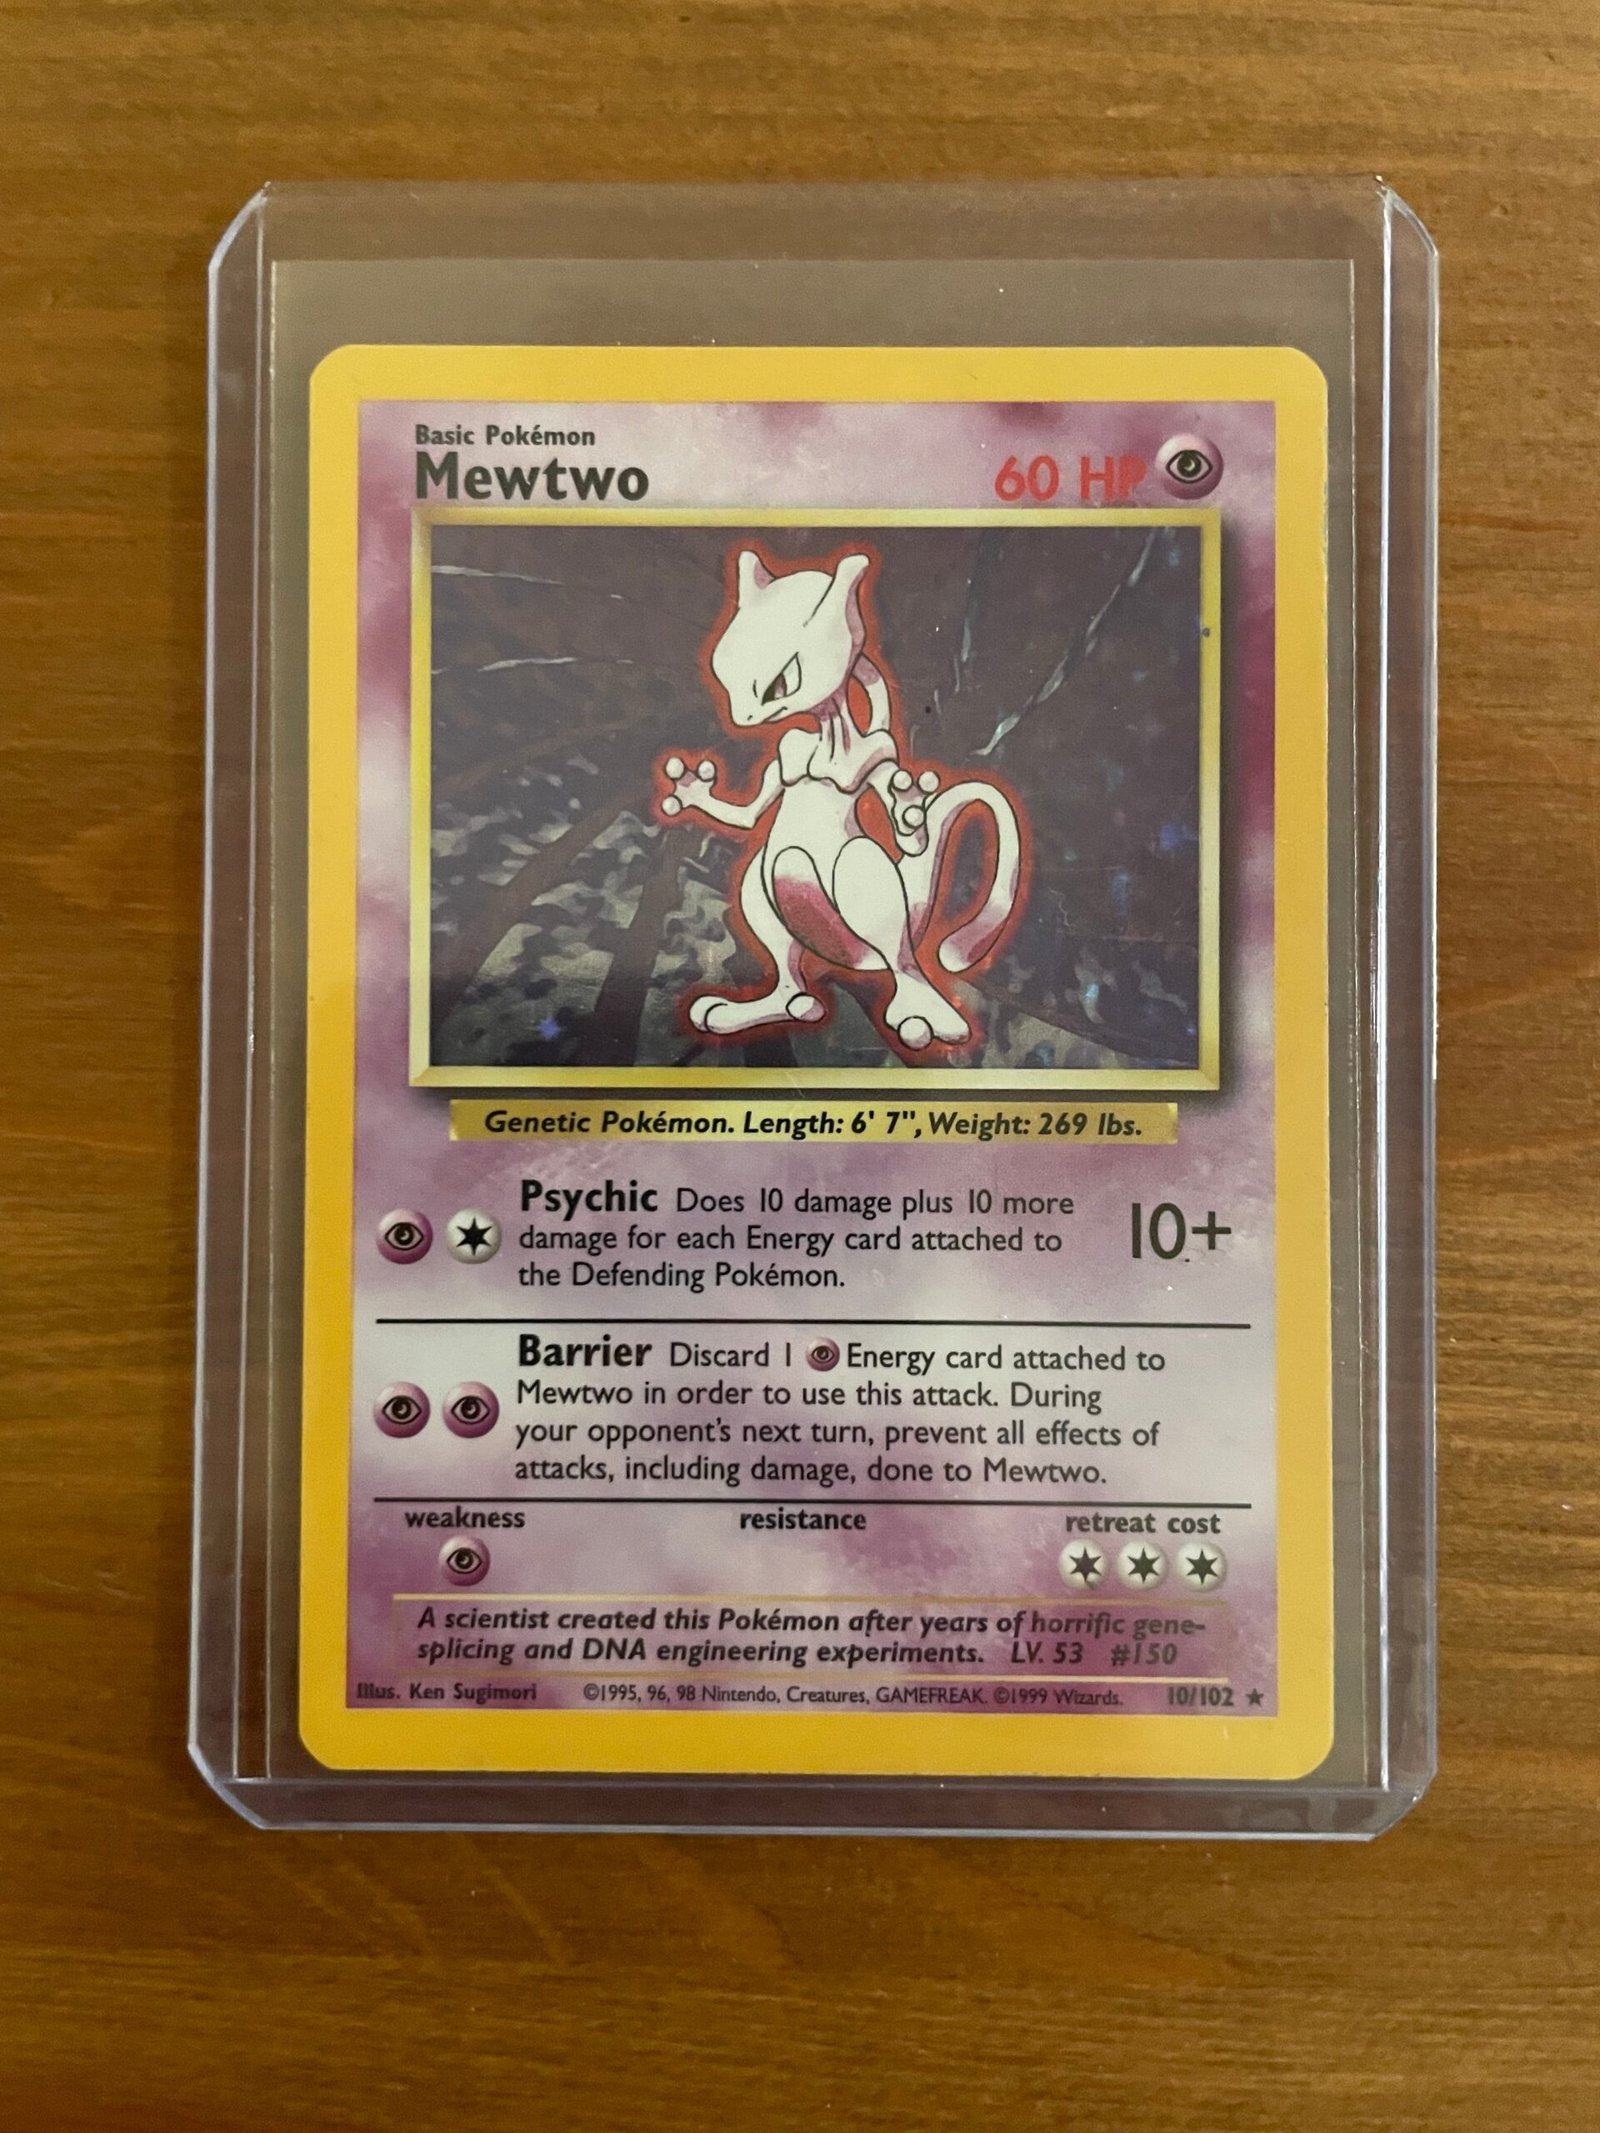 Basic Pokémon
Mewtwo 60 HP
Genetic Pokémon. Length: 6' 7", Weight: 269 lbs.
Psychic Does 10 damage plus 10 more
damage for each Energy card attached to
the Defending Pokémon.
10+
Barrier Discard 1 Energy card attached to
Mewtwo in order to use this attack. During
your opponent's next turn, prevent all effects of
attacks, including damage, done to Mewtwo.
weakness resistance retreat cost
A scientist created this Pokémon after years of horrific gene-
splicing and DNA engineering experiments. LV. 53 #150
Illus. Ken Sugimori ©1995, 96, 98 Nintendo, Creatures, GAMEFREAK. ©1999 Wizards. 10/102 ★